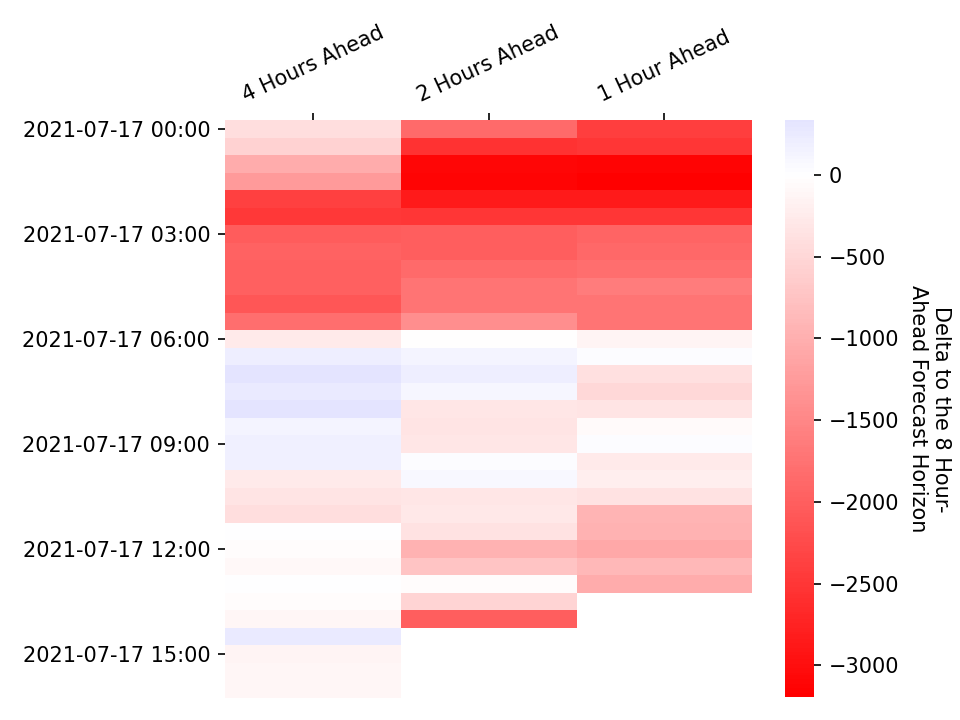 4 Hours Ahead
2 Hours Ahead
1 Hour Ahead
2021-07-17 00:00
2021-07-17 03:00
2021-07-17 06:00
2021-07-17 09:00
2021-07-17 12:00
2021-07-17 15:00
0
−500
−1000
−1500
−2000
−2500
−3000
Delta to the 8 Hour-
Ahead Forecast Horizon